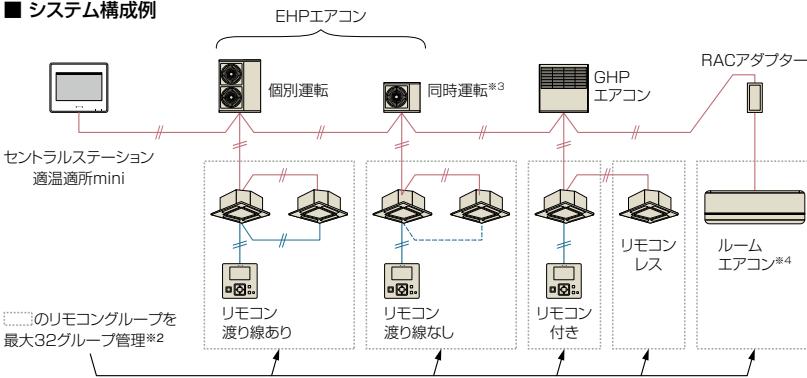 ■ システム構成例
EHPエアコン
個別運転
同時運転※3
GHP
エアコン
RACアダプター
セントラルステーション
適温適所mini
リモコン
渡り線あり
リモコン
渡り線なし
リモコン
付き
リモコン
レス
ルーム
エアコン※4
のリモコングループを
最大32グループ管理※2